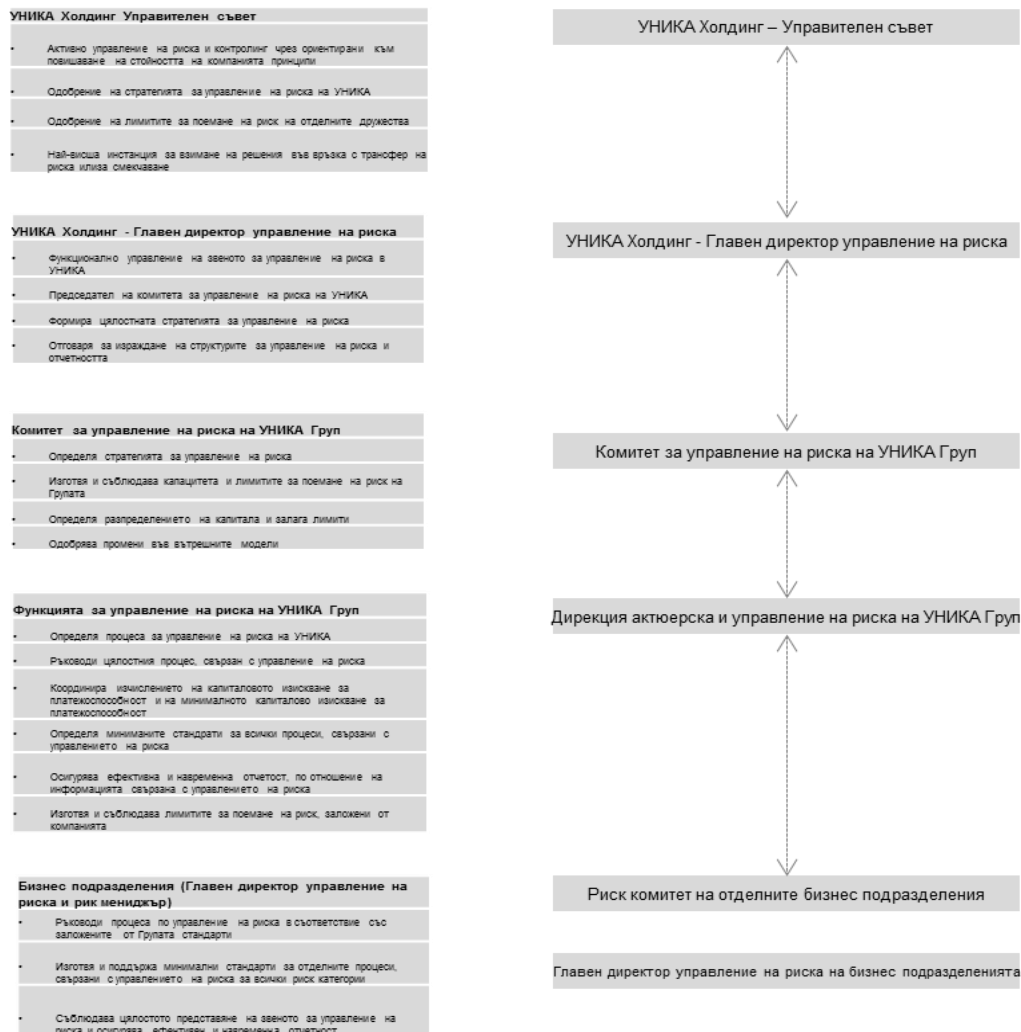 УНИКА Холдинг Управителен съвет
• Активно управление на риска и контролинг чрез ориентирани към
повишаване на стойността на компанията принципи
• Одобрение на стратегията за управление на риска на УНИКА
• Одобрение на лимитите за поемане на риск на отделните дружества
• Най-висша инстанция за взимане на решения във връзка с трансфер на
риска илиза смекчаване
УНИКА Холдинг - Главен директор управление на риска
• Функционално управление на звеното за управление на риска в
УНИКА
• Председател на комитета за управление на риска на УНИКА
• Формира цялостната стратегията за управление на риска
• Отговаря за израждане на структурите за управление на риска и
отчетността
Комитет за управление на риска на УНИКА Груп
• Определя стратегията за управление на риска
• Изготвя и съблюдава капацитета и лимитите за поемане на риск на
Групата
• Определя разпределението на капитала и залага лимити
• Одобрява промени във вътрешните модели
Функцията за управление на риска на УНИКА Груп
• Определя процеса за управление на риска на УНИКА
• Ръководи цялостния процес, свързан с управление на риска
• Координира изчислението на капиталовото изискване за
платежоспособност и на минималното капиталово изискване за
платежоспособност
• Определя миниманите стандрати за всички процеси, свързани с
управлението на риска
• Осигурява ефективна и навременна отчетост, по отношение на
информацията свързана с управлението на риска
• Изготвя и съблюдава лимитите за поемане на риск, заложени от
компанията
Бизнес подразделения (Главен директор управление на
риска и рик мениджър)
• Ръководи процеса по управление на риска в съответствие със
заложените от Групата стандарти
• Изготвя и поддържа минимални стандарти за отделните процеси,
свързани с управлението на риска за всички риск категории
• Съблюдава цялостото представяне на звеното за управление на
риска и осигурява ефективен и навременна отчетност
УНИКА Холдинг – Управителен съвет
УНИКА Холдинг - Главен директор управление на риска
Комитет за управление на риска на УНИКА Груп
Дирекция актюерска и управление на риска на УНИКА Груп
Риск комитет на отделните бизнес подразделения
Главен директор управление на риска на бизнес подразделенията